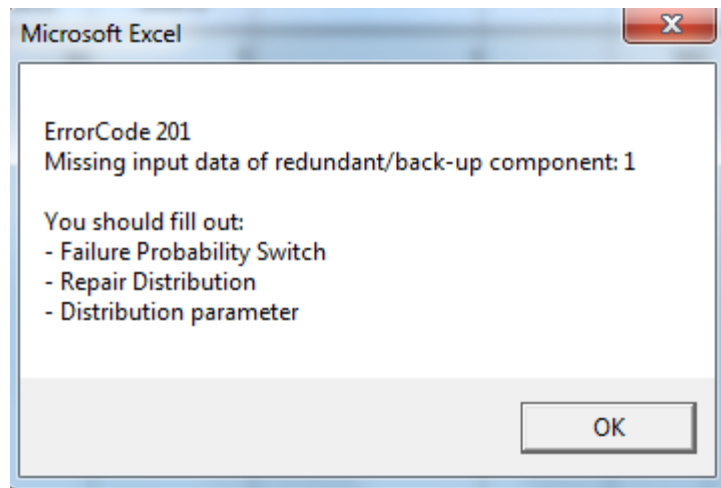 Microsoft Excel
ErrorCode 201
Missing input data of redundant/back-up component: 1
You should fill out:
- Failure Probability Switch
- Repair Distribution
- Distribution parameter
OK